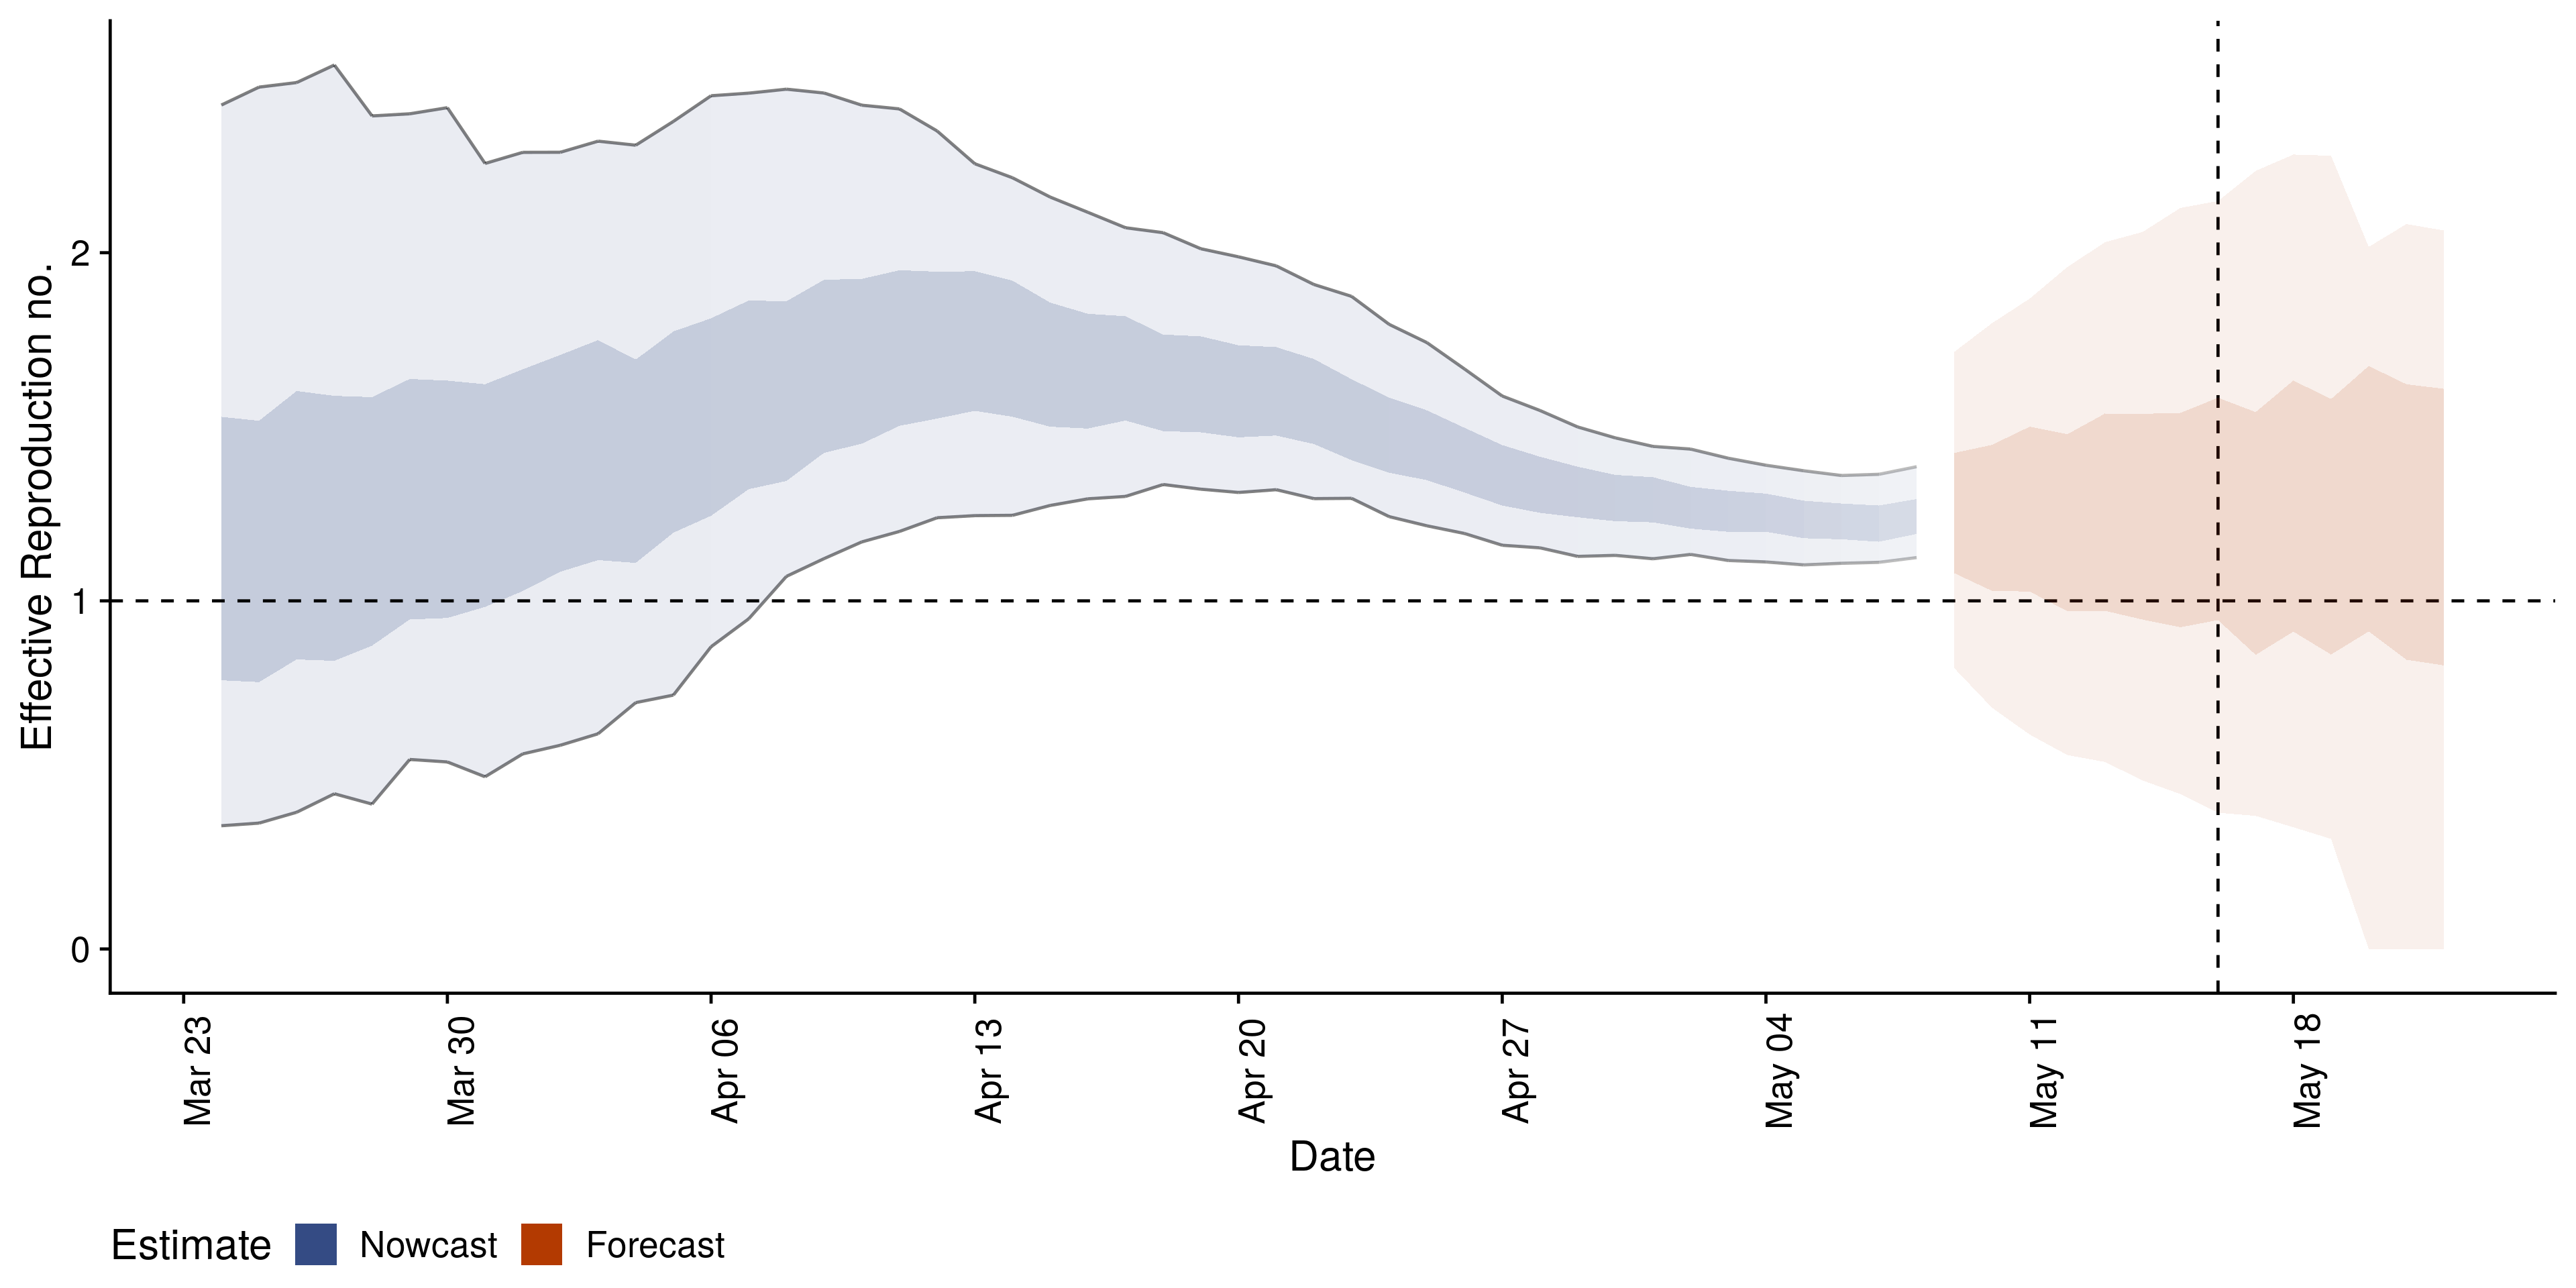 Effective Reproduction no.
2
1
0
Mar 23
Mar 30
Apr 06
Apr 13
Apr 20
Apr 27
May 04
May 11
May 18
Date
Estimate Nowcast Forecast